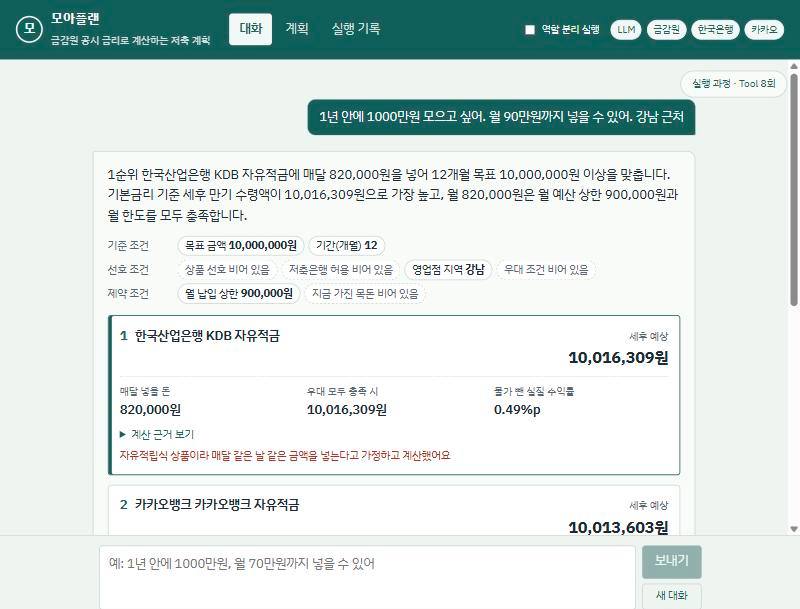 모
모아플랜
금감원 공시 금리로 계산하는 저축 계획
대화 계획 실행 기록
역할 분리 실행 LLM 금감원 한국은행 카카오
실행 과정 · Tool 8회
1년 안에 1000만원 모으고 싶어. 월 90만원까지 넣을 수 있어. 강남 근처
1순위 한국산업은행 KDB 자유적금에 매달 820,000원을 넣어 12개월 목표 10,000,000원 이상을 맞춥니다.
기본금리 기준 세후 만기 수령액이 10,016,309원으로 가장 높고, 월 820,000원은 월 예산 상한 900,000원과
월 한도를 모두 충족합니다.
기준 조건 목표 금액 10,000,000원 기간(개월) 12
선호 조건 상품 선호 비어 있음 저축은행 허용 비어 있음 영업점 지역 강남 우대 조건 비어 있음
제약 조건 월 납입 상한 900,000원 지금 가진 목돈 비어 있음
1 한국산업은행 KDB 자유적금 세후 예상
10,016,309원
매달 넣을 돈 우대 모두 충족 시 물가 뺀 실질 수익률
820,000원 10,016,309원 0.49%p
▶ 계산 근거 보기
자유적립식 상품이라 매달 같은 날 같은 금액을 넣는다고 가정하고 계산했어요
2 카카오뱅크 카카오뱅크 자유적금 세후 예상
10,013,603원
예: 1년 안에 1000만원, 월 70만원까지 넣을 수 있어
보내기
새 대화